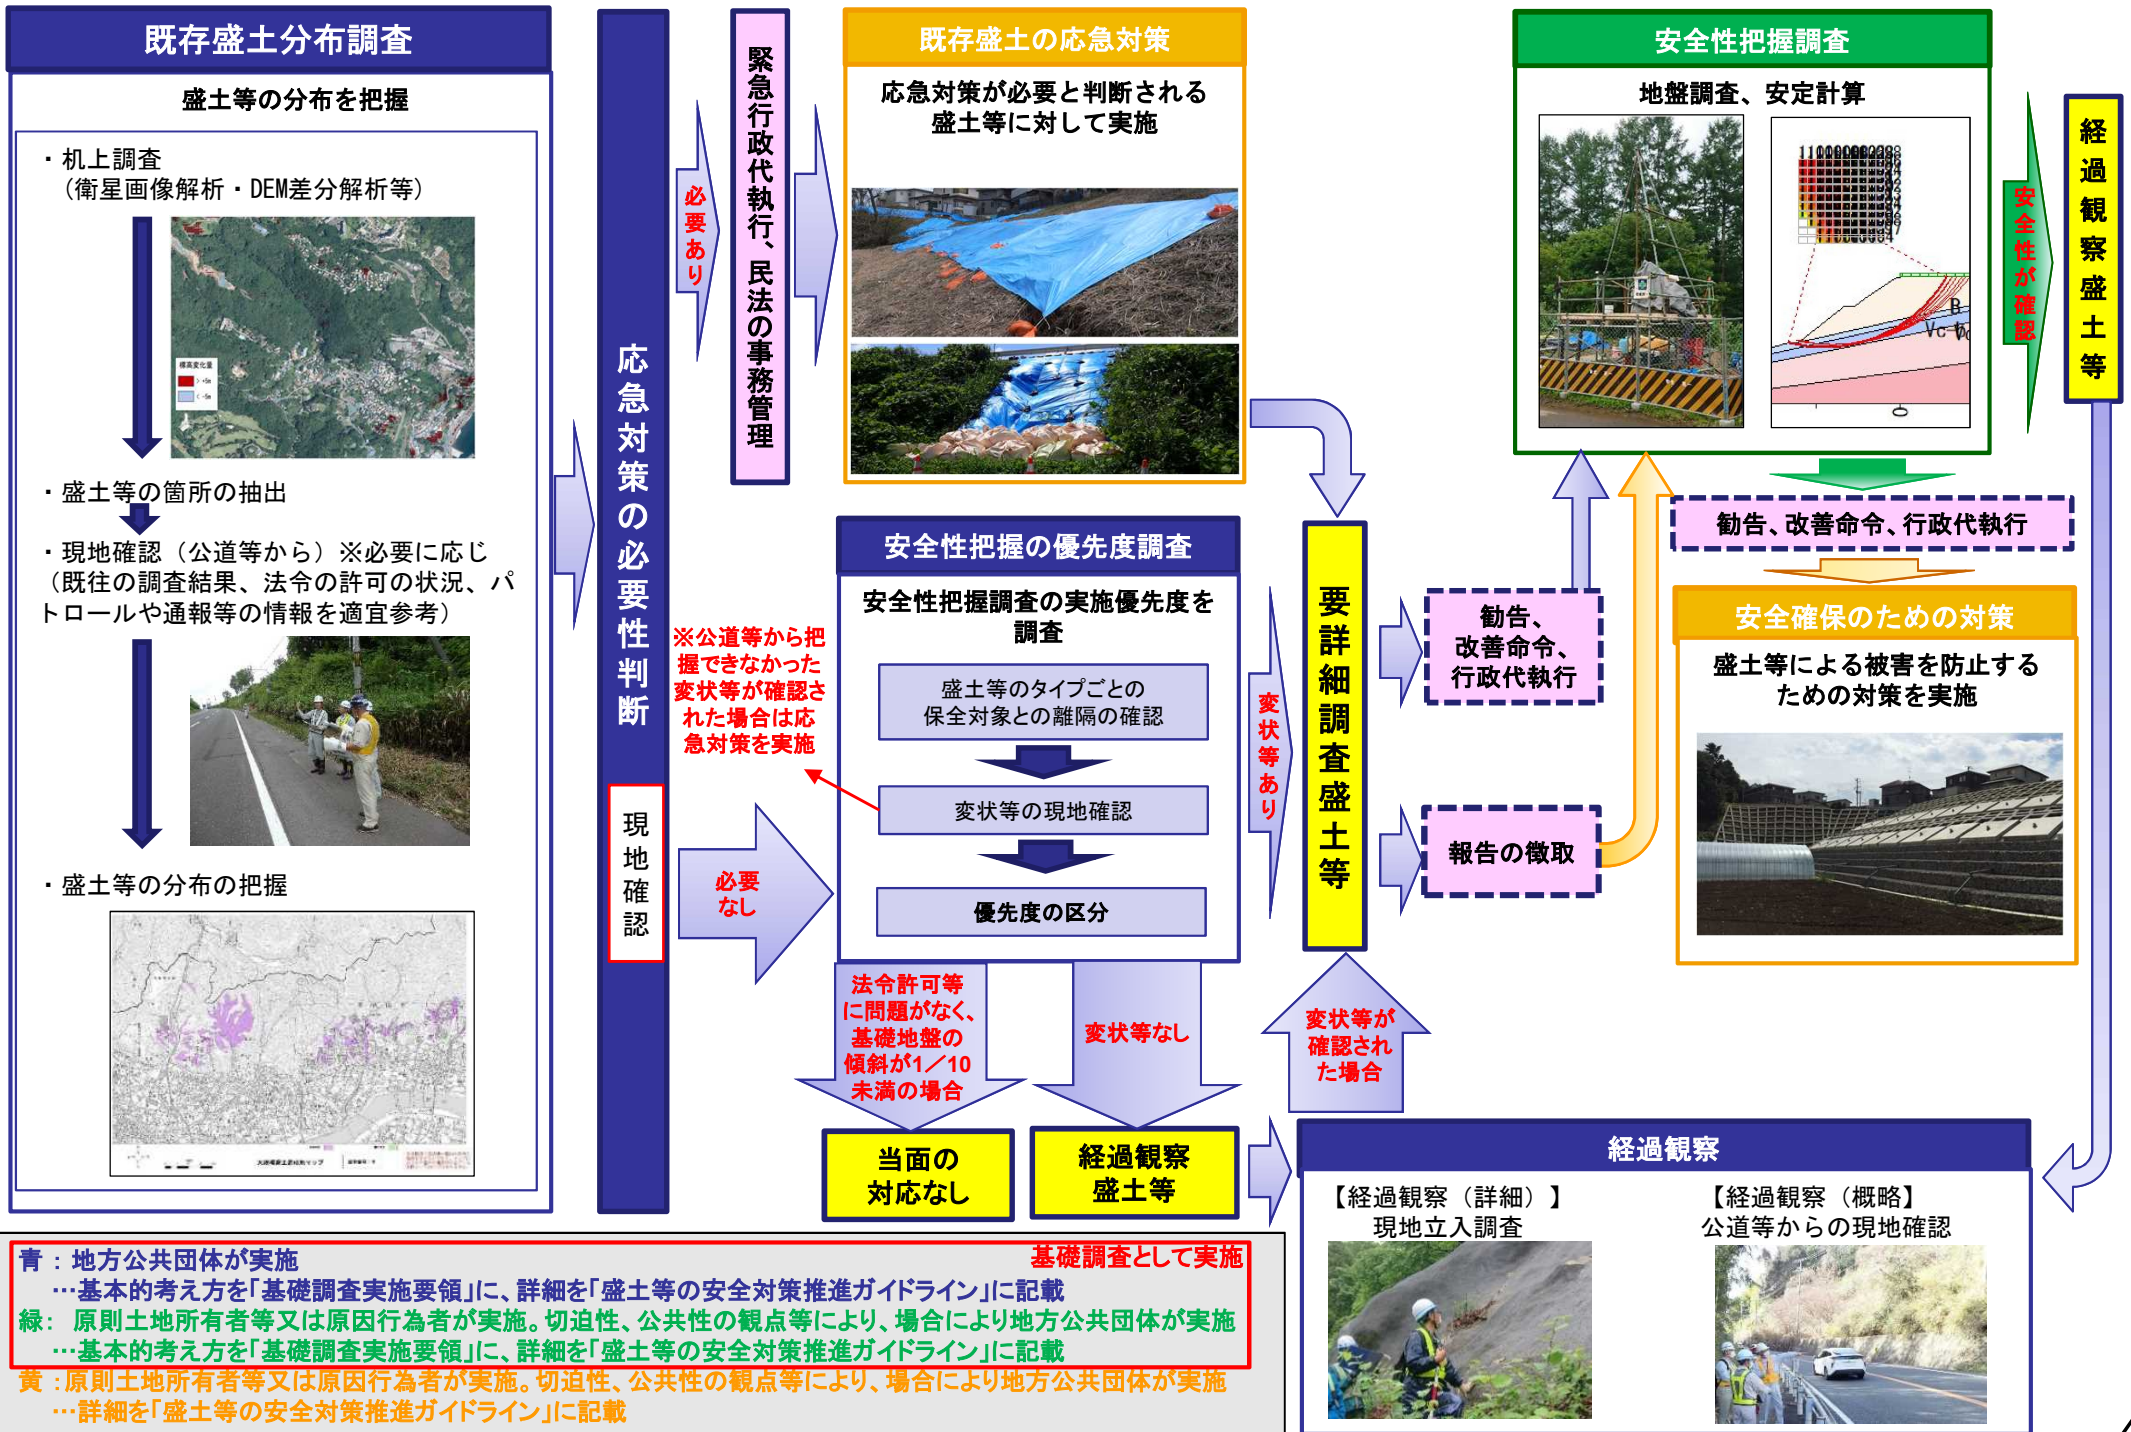 既存盛土分布調査
盛土等の分布を把握
・机上調査
（衛星画像解析・DEM差分解析等）
標高変化量
・盛土等の箇所の抽出
・現地確認（公道等から）※必要に応じ
（既往の調査結果、法令の許可の状況、パ
トロールや通報等の情報を適宜参考）
・盛土等の分布の把握
応急対策の必要性判断
現地確認
必要あり
緊急行政代執行、民法の事務管理
既存盛土の応急対策
応急対策が必要と判断される
盛土等に対して実施
※公道等から把
握できなかった
変状等が確認さ
れた場合は応
急対策を実施
必要
なし
安全性把握の優先度調査
安全性把握調査の実施優先度を
調査
盛土等のタイプごとの
保全対象との離隔の確認
変状等の現地確認
優先度の区分
法令許可等
に問題がなく、
基礎地盤の
傾斜が1／10
未満の場合
変状等なし
当面の
対応なし
経過観察
盛土等
変状等あり
要詳細調査盛土等
変状等が
確認され
た場合
勧告、
改善命令、
行政代執行
報告の徴取
安全性把握調査
地盤調査、安定計算
安全性が確認
経過観察盛土等
勧告、改善命令、行政代執行
安全確保のための対策
盛土等による被害を防止する
ための対策を実施
経過観察
【経過観察（詳細）】
現地立入調査
【経過観察（概略】
公道等からの現地確認
基礎調査として実施
青：地方公共団体が実施
…基本的考え方を「基礎調査実施要領」に、詳細を「盛土等の安全対策推進ガイドライン」に記載
緑： 原則土地所有者等又は原因行為者が実施。切迫性、公共性の観点等により、場合により地方公共団体が実施
…基本的考え方を「基礎調査実施要領」に、詳細を「盛土等の安全対策推進ガイドライン」に記載
黄：原則土地所有者等又は原因行為者が実施。切迫性、公共性の観点等により、場合により地方公共団体が実施
…詳細を「盛土等の安全対策推進ガイドライン」に記載